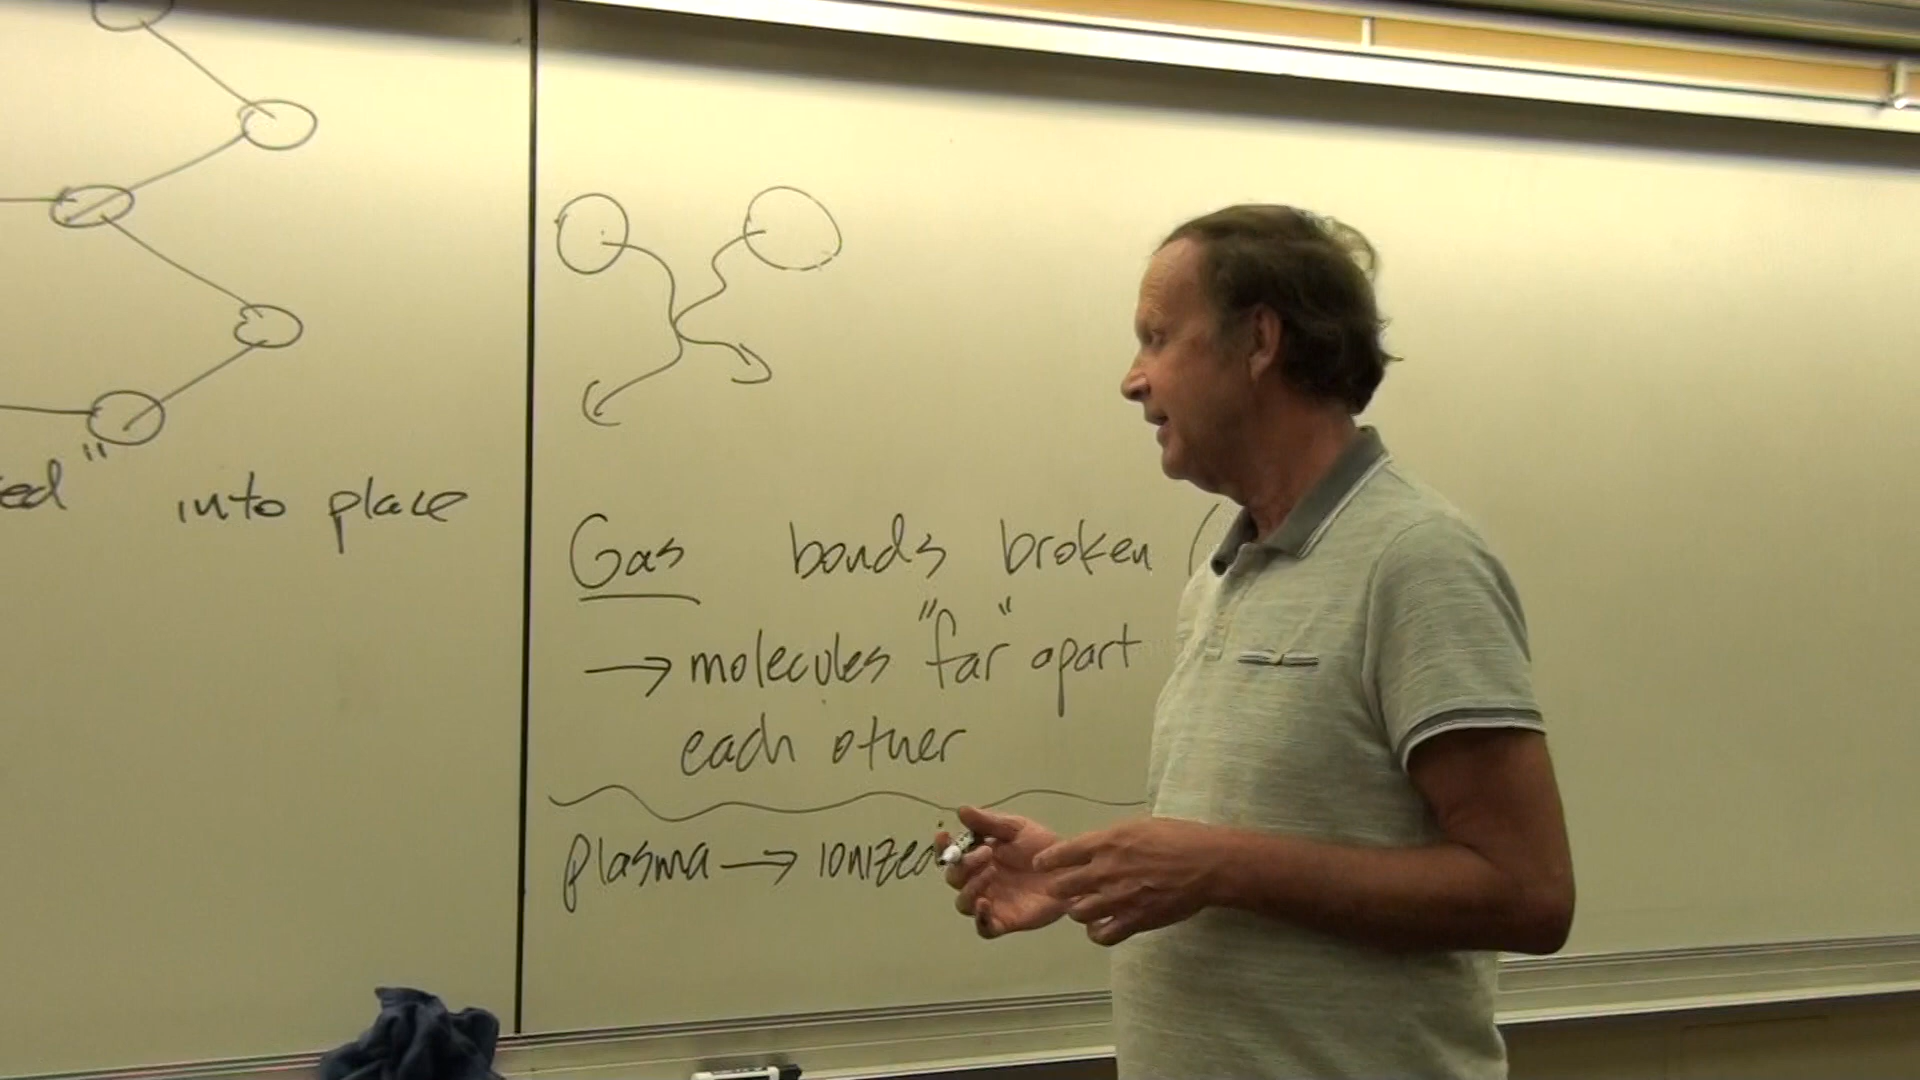 ed" into place
Gas bonds broken (
→ molecules "far" apart
each other
plasma → ionized